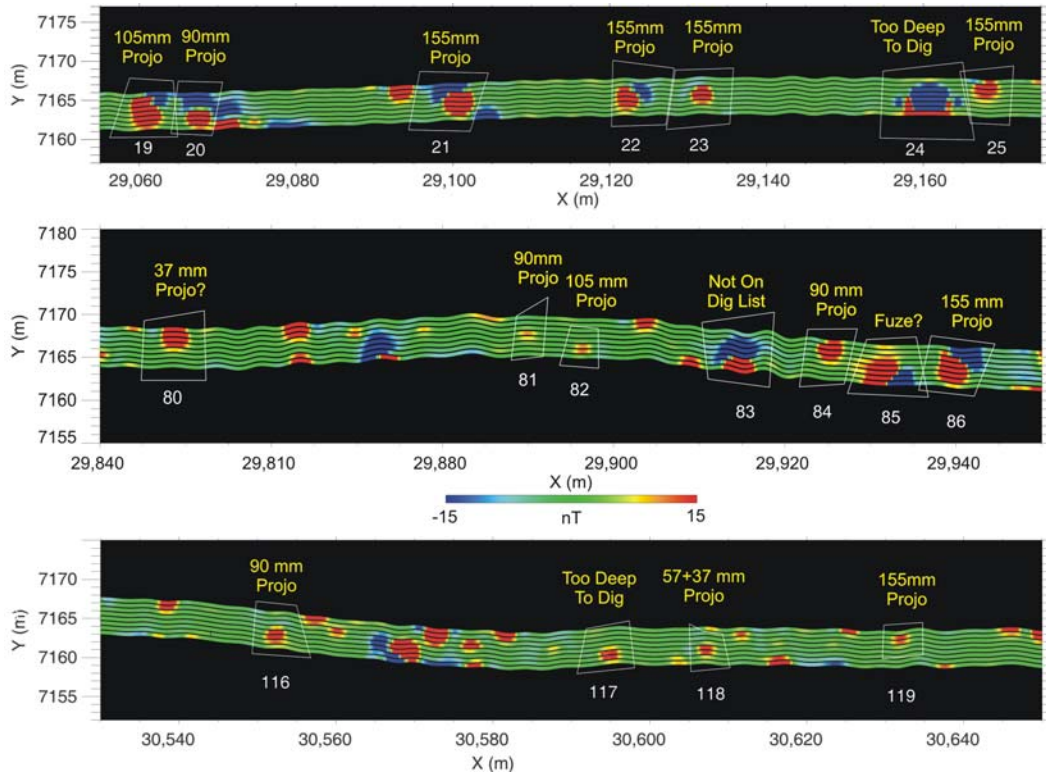 7177
7170
7165
7160
Y (m)
105mm
Projo
90mm
Projo
155mm
Projo
155mm
Projo
155mm
Projo
Too Deep
To Dig
155mm
Projo
19
20
21
22
23
24
25
29,060
29,080
29,100
29,120
29,140
29,160
X (m)
7180
7175
7170
7165
7160
7155
Y (m)
37 mm
Projo?
90mm
Projo
105 mm
Projo
Not On
Dig List
90 mm
Projo
Fuze?
155 mm
Projo
80
81
82
83
84
85
86
29.840
29,810
29,880
29,900
29,920
29,940
X (m)
-15
nT
15
7170
7165
7160
7155
Y (m)
90 mm
Projo
Too Deep
To Dig
57+37 mm
Projo
155mm
Projo
116
117
118
119
30,540
30,560
30,580
30,600
30,620
30,640
X (m)